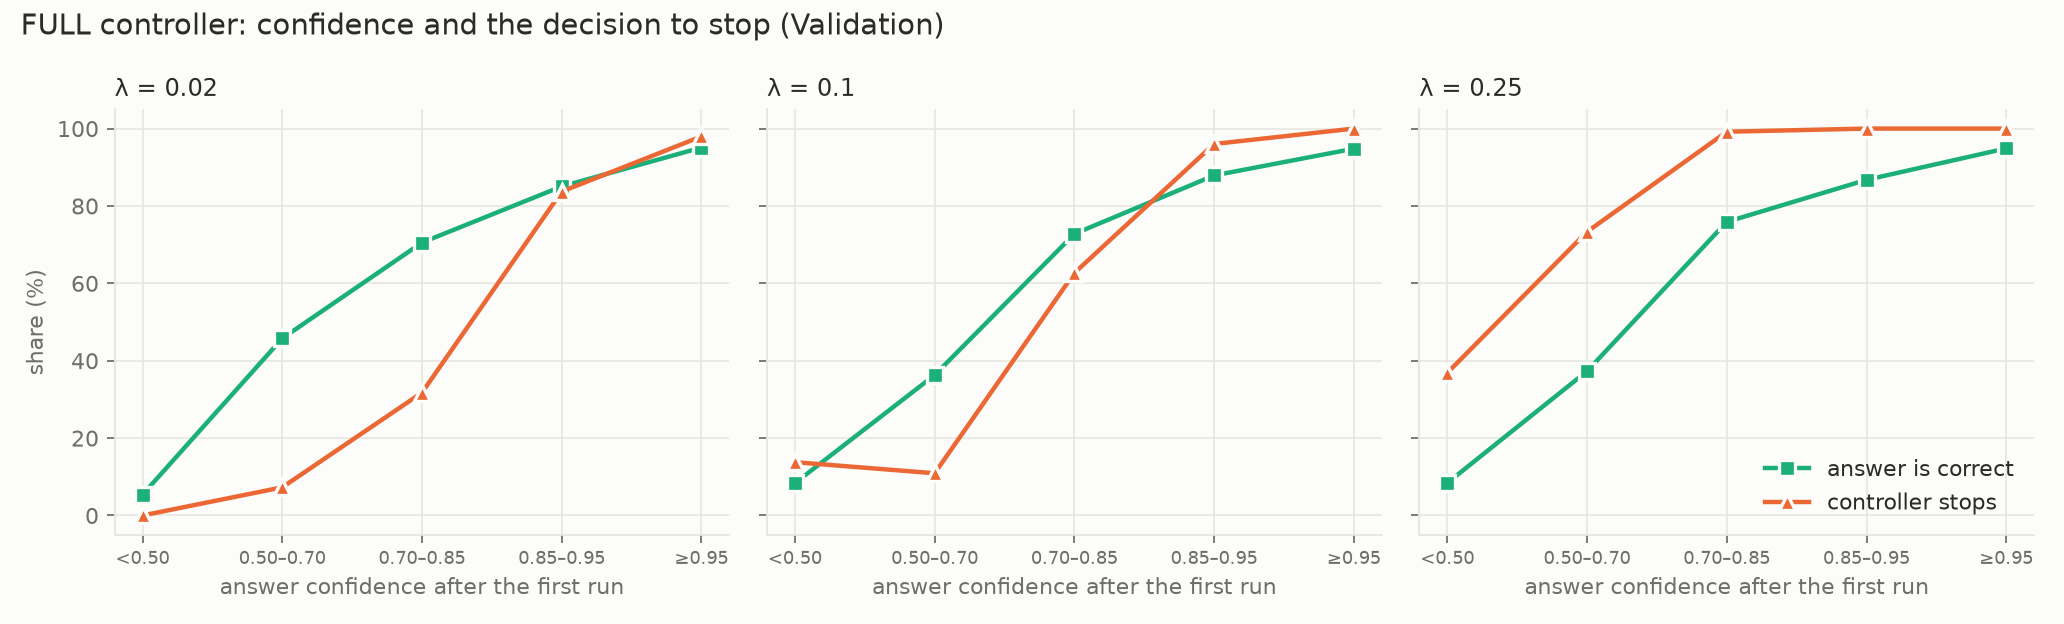 FULL controller: confidence and the decision to stop (Validation)
λ = 0.02
λ = 0.1
λ = 0.25
share (%)
100
80
60
40
20
0
<0.50 0.50–0.70 0.70–0.85 0.85–0.95 ≥0.95
answer confidence after the first run
<0.50 0.50–0.70 0.70–0.85 0.85–0.95 ≥0.95
answer confidence after the first run
answer is correct
controller stops
<0.50 0.50–0.70 0.70–0.85 0.85–0.95 ≥0.95
answer confidence after the first run